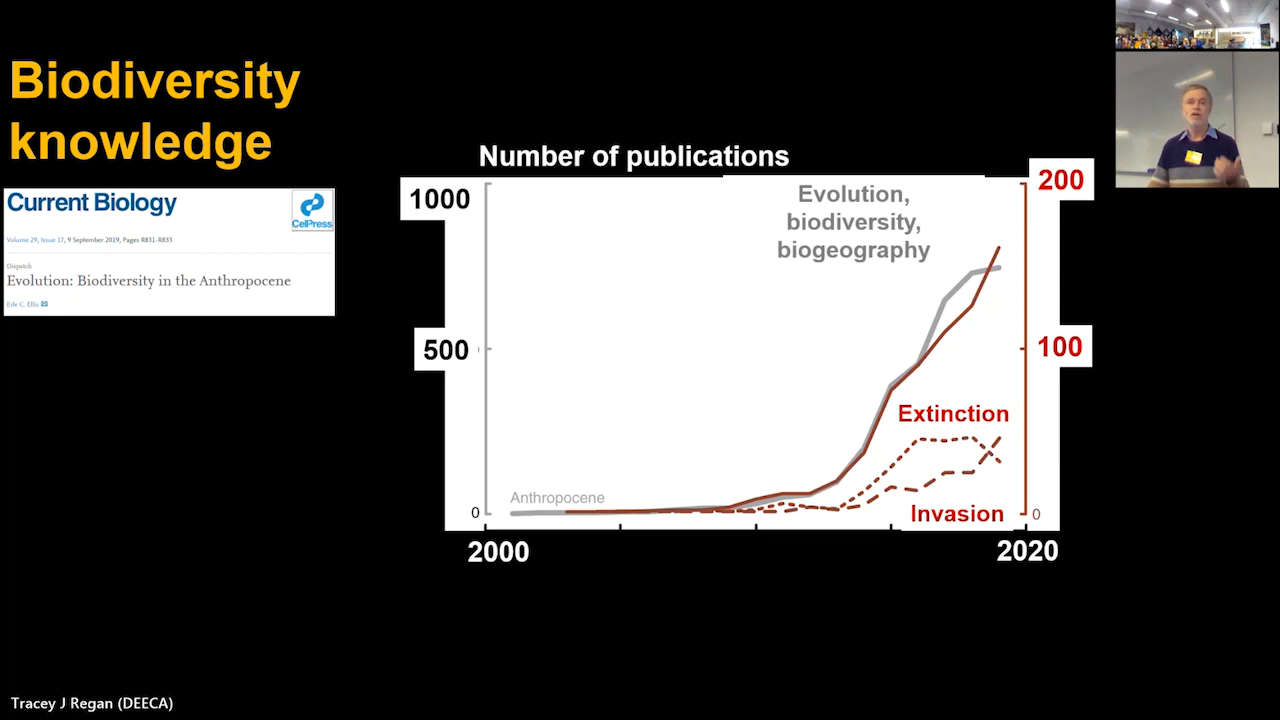 Biodiversity
knowledge
Current Biology
CelPress
Volume 29, Issue 17, 9 September 2019, Pages R831-R833
Dispatch
Evolution: Biodiversity in the Anthropocene
Erle C. Ellis
Number of publications
1000
500
0
Evolution,
biodiversity,
biogeography
200
100
0
Extinction
Anthropocene
Invasion
2000
2020
Tracey J Regan (DEECA)